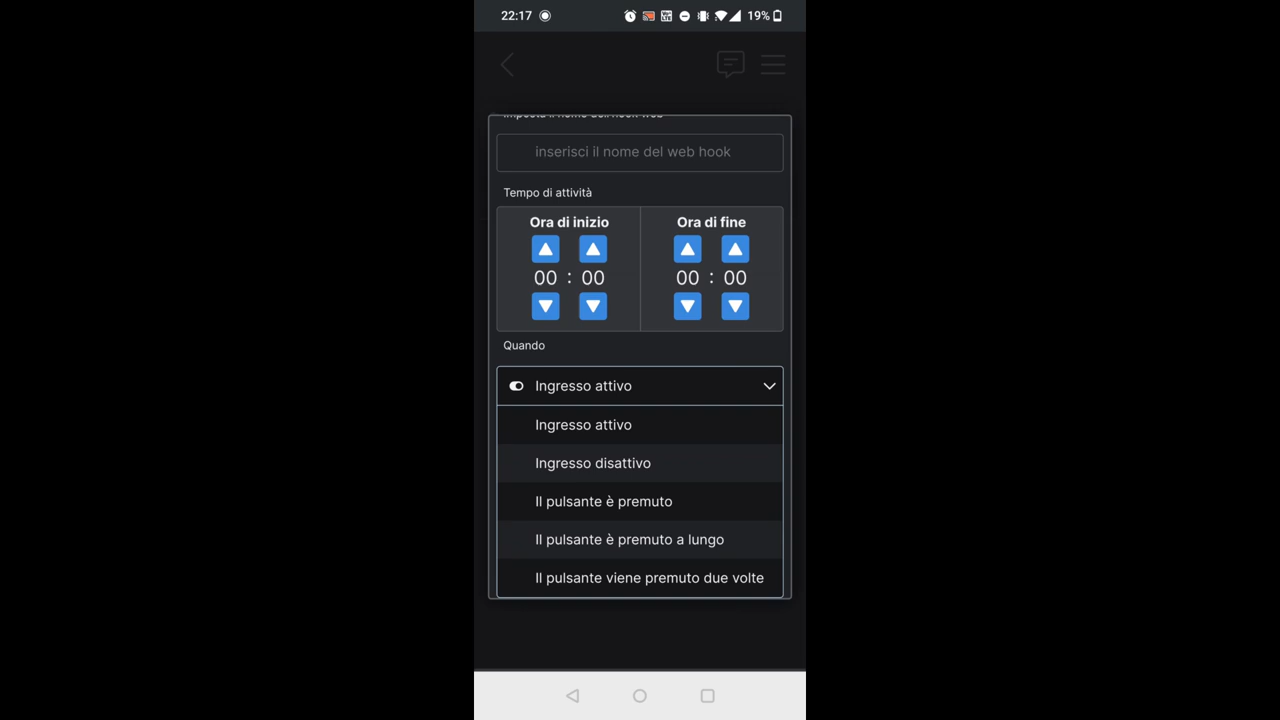 22:17
19%
inserisci il nome del web hook
Tempo di attività
Ora di inizio
Ora di fine
00 : 00
00 : 00
Quando
Ingresso attivo
Ingresso attivo
Ingresso disattivo
Il pulsante è premuto
Il pulsante è premuto a lungo
Il pulsante viene premuto due volte